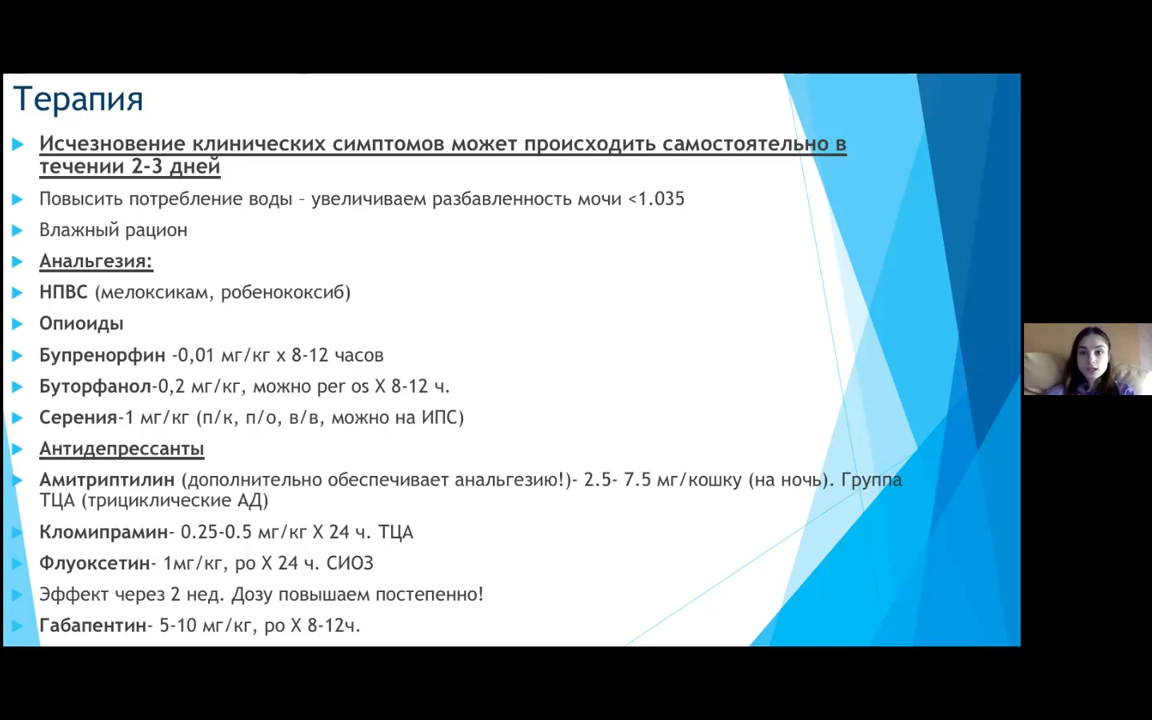 Терапия
Исчезновение клинических симптомов может происходить самостоятельно в
течении 2-3 дней
Повысить потребление воды – увеличиваем разбавленность мочи <1.035
Влажный рацион
Анальгезия:
НПВС (мелоксикам, робенококсиб)
Опиоиды
Бупренорфин -0,01 мг/кг х 8-12 часов
Буторфанол-0,2 мг/кг, можно per os X 8-12 ч.
Серения-1 мг/кг (п/к, п/о, в/в, можно на ИПС)
Антидепрессанты
Амитриптилин (дополнительно обеспечивает анальгезию!)- 2.5- 7.5 мг/кошку (на ночь). Группа
ТЦА (трициклические АД)
Кломипрамин- 0.25-0.5 мг/кг X 24 ч. ТЦА
Флуоксетин- 1мг/кг, po X 24 ч. СИОЗ
Эффект через 2 нед. Дозу повышаем постепенно!
Габапентин- 5-10 мг/кг, po X 8-12ч.